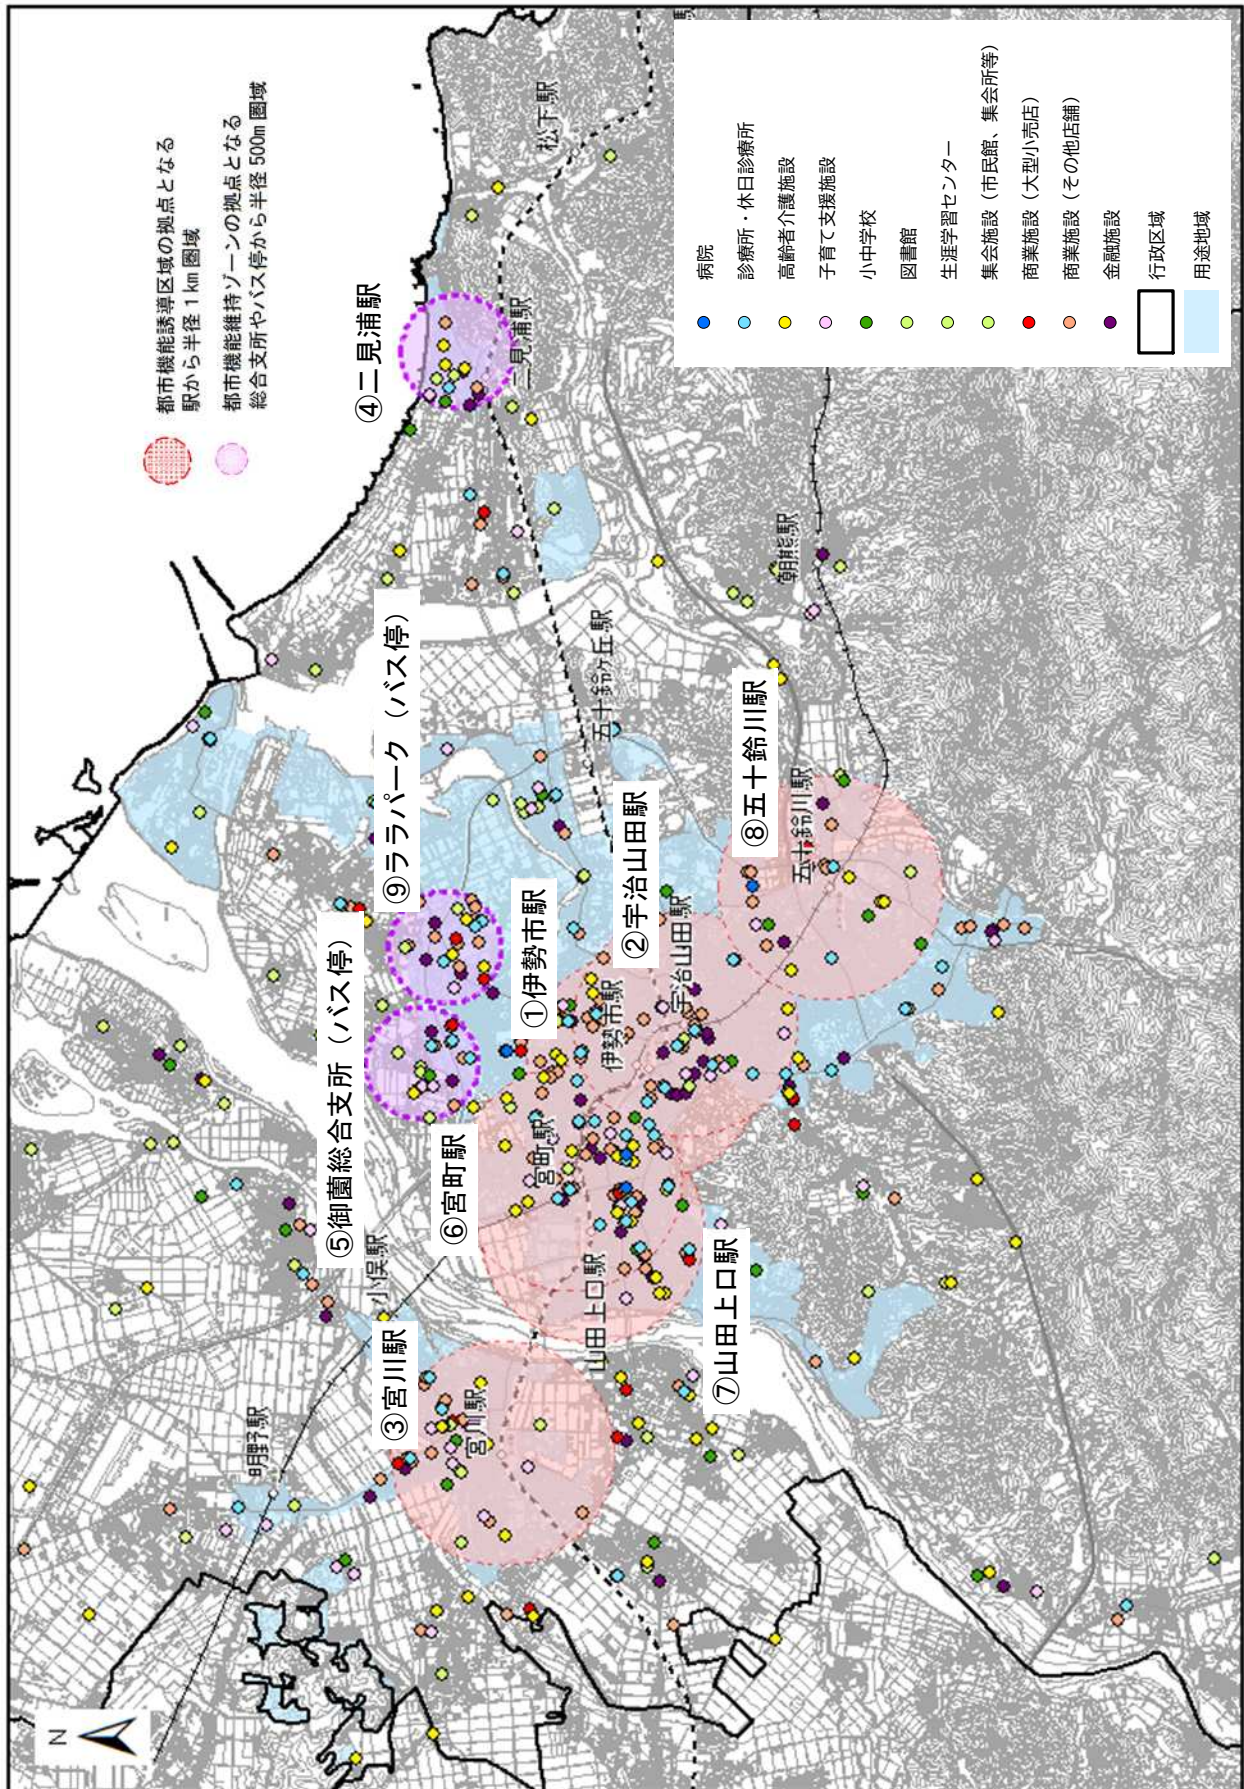 都市機能誘導区域の拠点となる
駅から半径1km圏域
都市機能維持ゾーンの拠点となる
総合支所やバス停から半径500m圏域
N
④二見浦駅
松下駅
二見浦駅
⑨ララパーク（バス停）
⑤御薗総合支所（バス停）
①伊勢市駅
②宇治山田駅
⑧五十鈴川駅
⑥宮町駅
③宮川駅
⑦山田上口駅
明野駅
小俣駅
宮川駅
山田上口駅
宮町駅
伊勢市駅
宇治山田駅
五十鈴ヶ丘駅
五十鈴川駅
朝熊駅
駅
病院
診療所・休日診療所
高齢者介護施設
子育て支援施設
小中学校
図書館
生涯学習センター
集会施設（市民館、集会所等）
商業施設（大型小売店）
商業施設（その他店舗）
金融施設
行政区域
用途地域